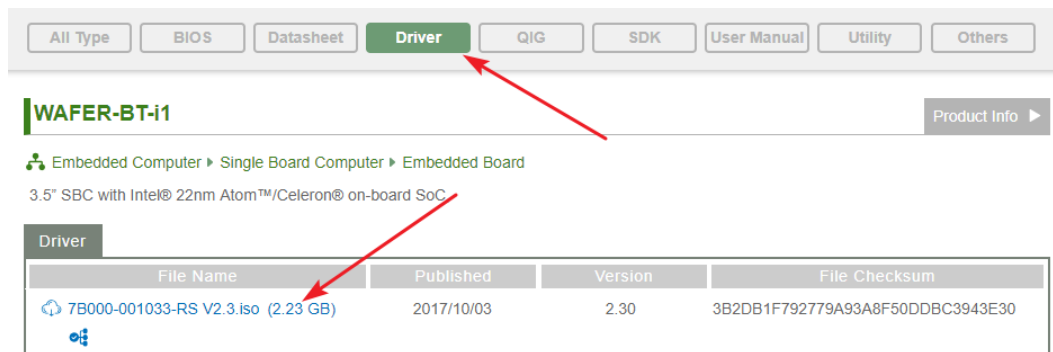 All Type BIOS Datasheet Driver QIG SDK User Manual Utility Others
WAFER-BT-i1
Product Info
Embedded Computer Single Board Computer Embedded Board
3.5" SBC with Intel® 22nm Atom™/Celeron® on-board SoC
Driver
File Name Published Version File Checksum
7B000-001033-RS V2.3.iso (2.23 GB) 2017/10/03 2.30 3B2DB1F792779A93A8F50DDBC3943E30